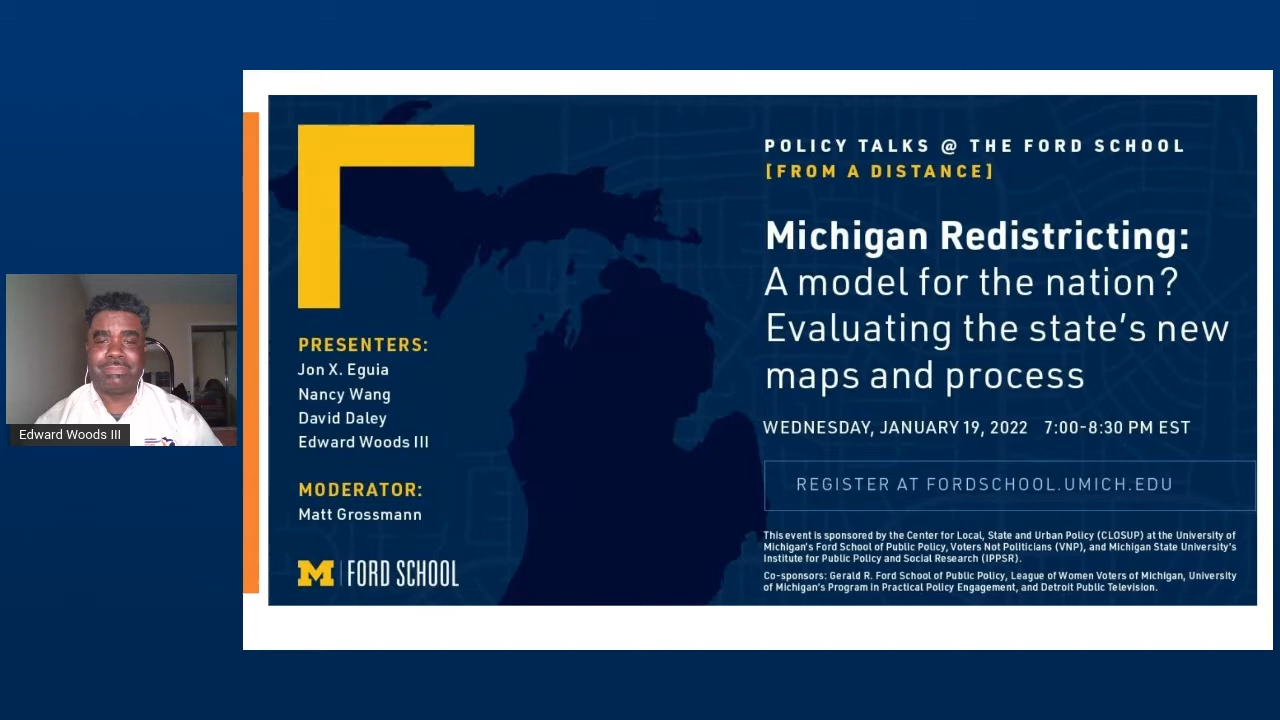 Edward Woods III
PRESENTERS:
Jon X. Eguia
Nancy Wang
David Daley
Edward Woods III
MODERATOR:
Matt Grossmann
M FORD SCHOOL
POLICY TALKS @ THE FORD SCHOOL
[FROM A DISTANCE]
Michigan Redistricting:
A model for the nation?
Evaluating the state's new
maps and process
WEDNESDAY, JANUARY 19, 2022 7:00-8:30 PM EST
REGISTER AT FORDSCHOOL.UMICH.EDU
This event is sponsored by the Center for Local, State and Urban Policy (CLOSUP) at the University of
Michigan's Ford School of Public Policy, Voters Not Politicians (VNP), and Michigan State University's
Institute for Public Policy and Social Research (IPPSR).
Co-sponsors: Gerald R. Ford School of Public Policy, League of Women Voters of Michigan, University
of Michigan's Program in Practical Policy Engagement, and Detroit Public Television.